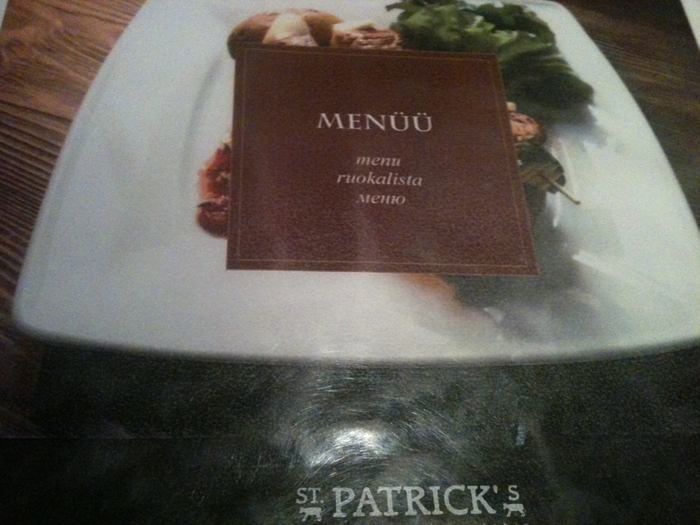 MENÜÜ
menu
ruokalista
меню
ST. PATRICK'S